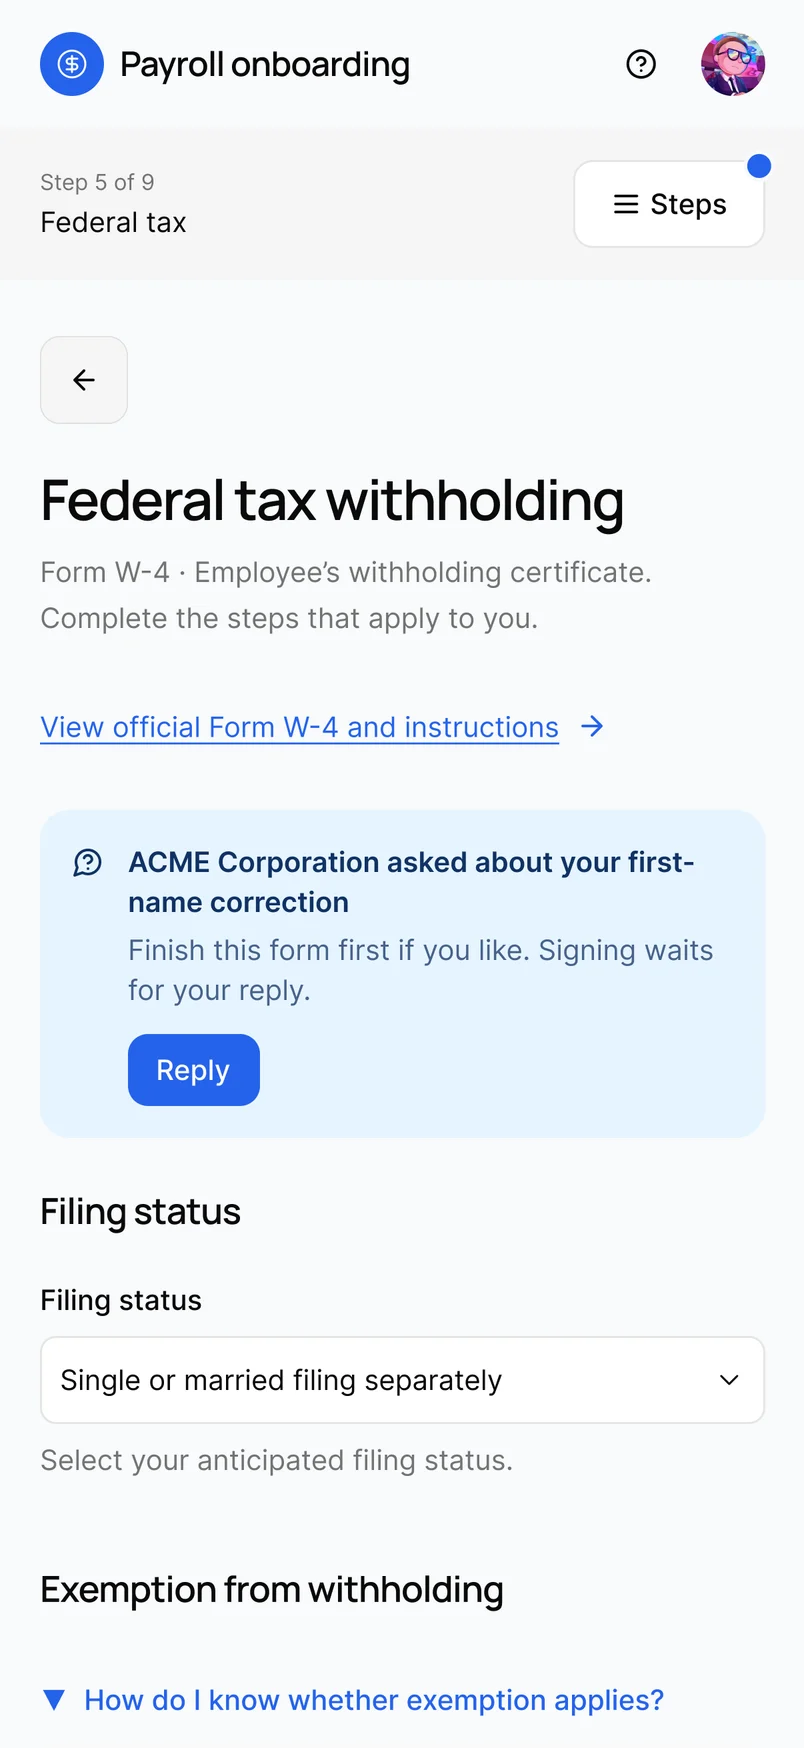 Payroll onboarding
Step 5 of 9
Federal tax
Steps
Federal tax withholding
Form W-4 · Employee’s withholding certificate.
Complete the steps that apply to you.
View official Form W-4 and instructions
ACME Corporation asked about your first-
name correction
Finish this form first if you like. Signing waits
for your reply.
Reply
Filing status
Filing status
Single or married filing separately
Select your anticipated filing status.
Exemption from withholding
How do I know whether exemption applies?